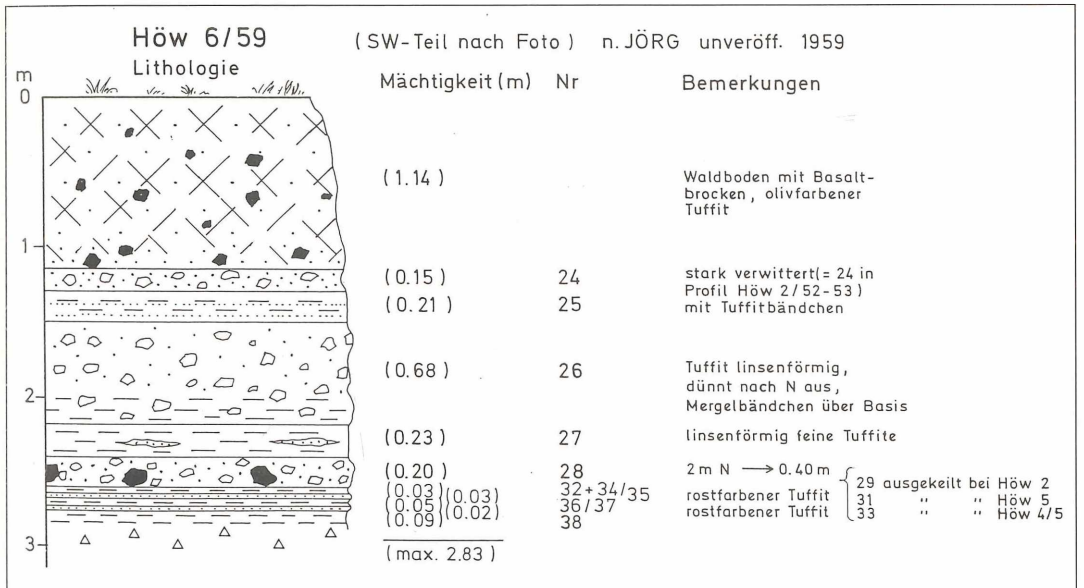 Höw 6/59 (SW-Teil nach Foto) n.JÖRG unveröff. 1959
Lithologie
m Mächtigkeit (m) Nr Bemerkungen
0
(1.14) Waldboden mit Basalt-
brocken, olivfarbener
Tuffit
1
(0.15) 24 stark verwittert(= 24 in
Profil Höw 2/52-53)
(0.21) 25 mit Tuffitbändchen
(0.68) 26 Tuffit linsenförmig,
dünnt nach N aus,
2
Mergelbändchen über Basis
(0.23) 27 linsenförmig feine Tuffite
(0.20) 28 2m N → 0.40m
29 ausgekeilt bei Höw 2
(0.03) (0.03) 32+34/35
rostfarbener Tuffit 31 " " Höw 5
(0.05) (0.02) 36/37
rostfarbener Tuffit 33 " " Höw 4/5
(0.09) 38
3
(max. 2.83)